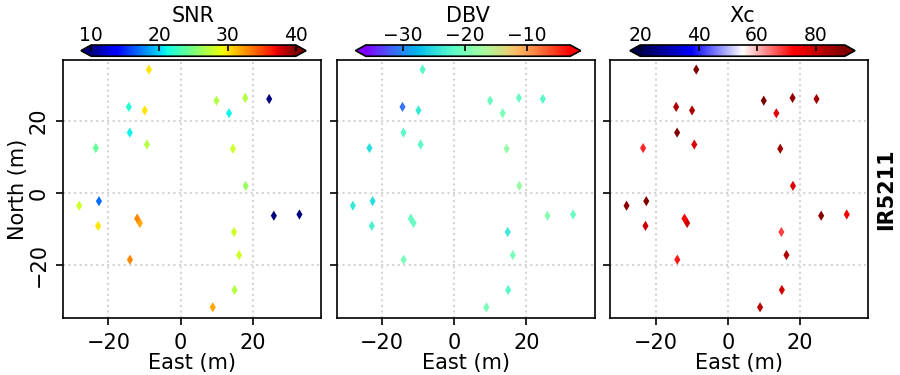 SNR DBV Xc
10 20 30 40 −30 −20 −10 20 40 60 80
North (m)
20
0
−20
−20 0 20 −20 0 20 −20 0 20
East (m) East (m) East (m)
IR5211